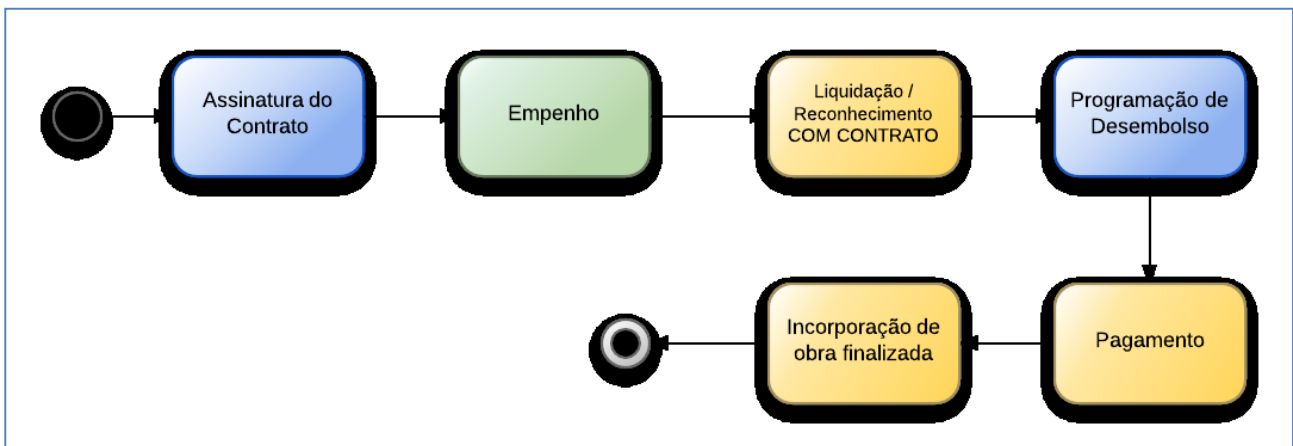 Assinatura do
Contrato
Empenho
Liquidação /
Reconhecimento
COM CONTRATO
Programação de
Desembolso
Pagamento
Incorporação de
obra finalizada